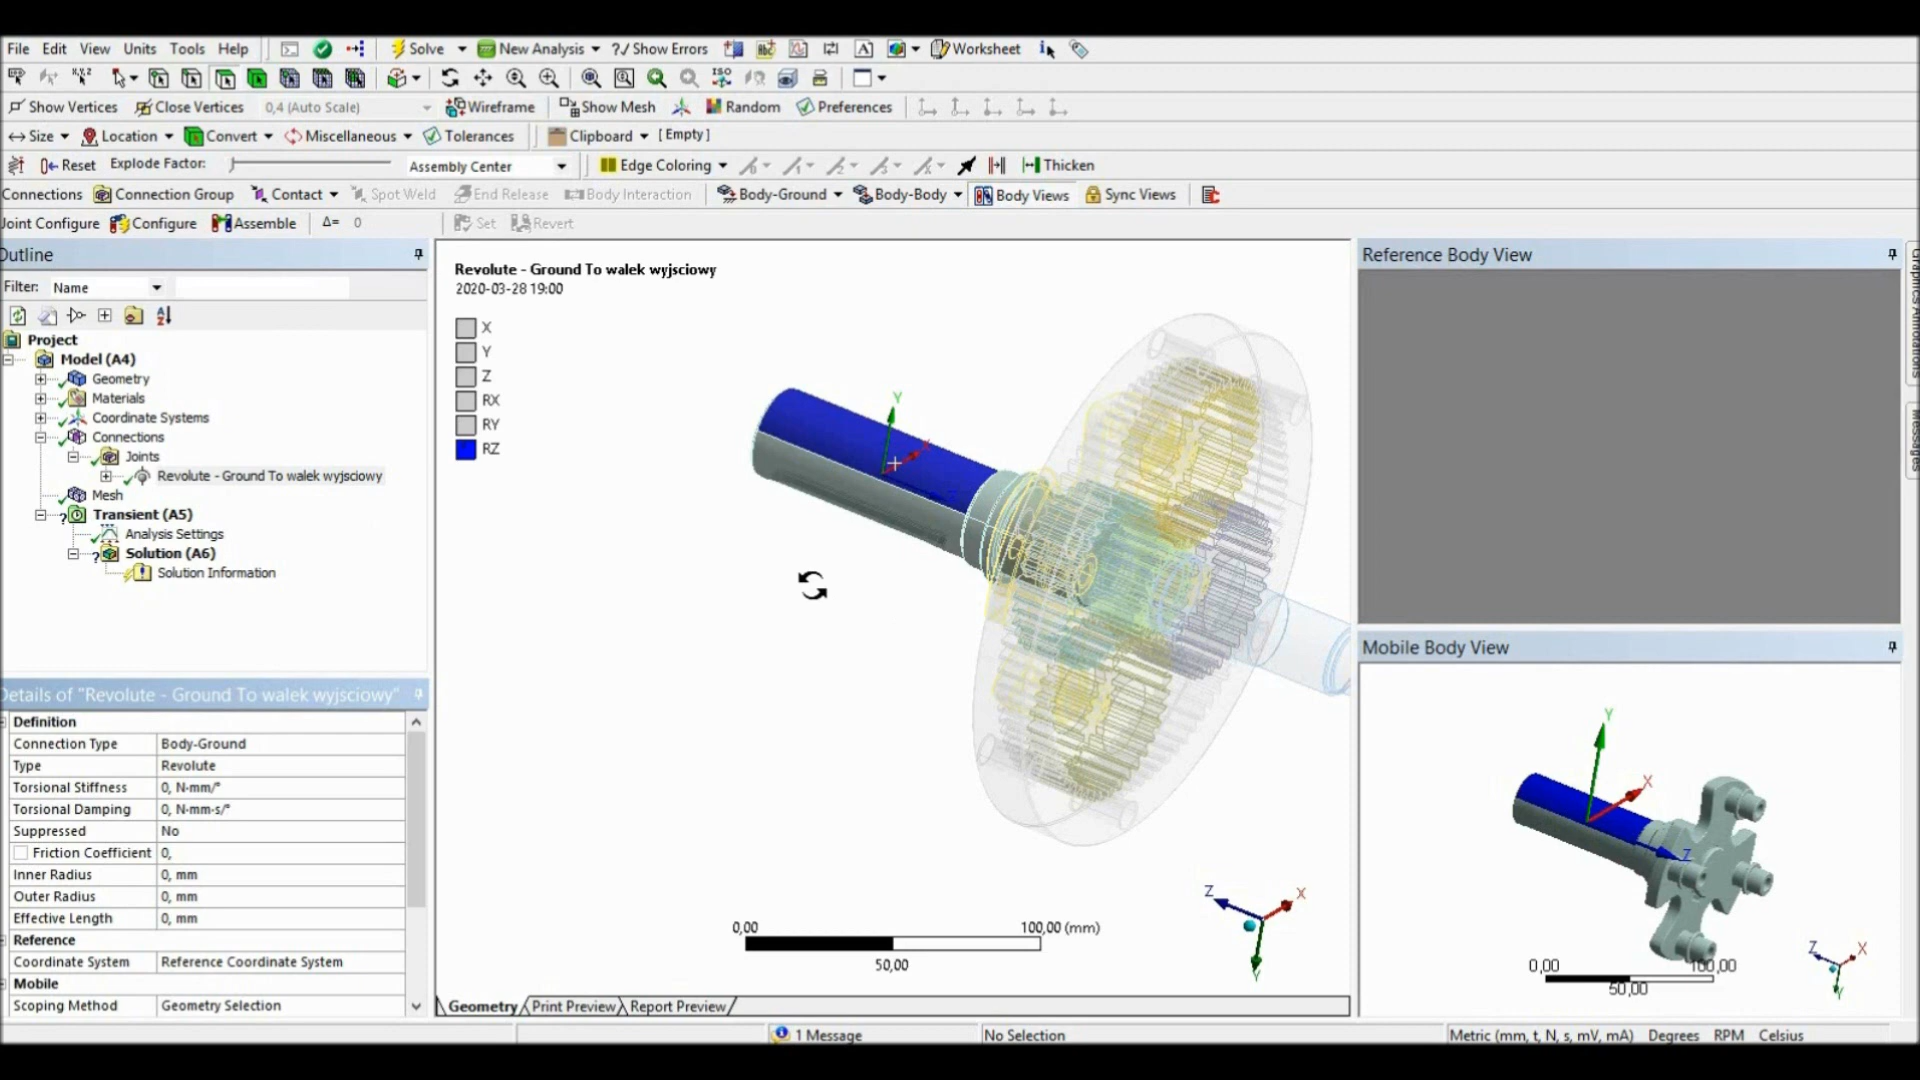 File Edit View Units Tools Help Solve New Analysis ?/ Show Errors Worksheet
Show Vertices Close Vertices 0,4 (Auto Scale) Wireframe Show Mesh Random Preferences
Size Location Convert Miscellaneous Tolerances Clipboard [ Empty ]
Reset Explode Factor: Assembly Center Edge Coloring Thicken
Connections Connection Group Contact Spot Weld End Release Body Interaction Body-Ground Body-Body Body Views Sync Views
Joint Configure Configure Assemble Δ= 0 Set Revert
Outline
Filter: Name
Project
Model (A4)
Geometry
Materials
Coordinate Systems
Connections
Joints
Revolute - Ground To walek wyjsciowy
Mesh
Transient (A5)
Analysis Settings
Solution (A6)
Solution Information
Details of "Revolute - Ground To walek wyjsciowy"
Definition
Connection Type Body-Ground
Type Revolute
Torsional Stiffness 0, N·mm/°
Torsional Damping 0, N·mm·s/°
Suppressed No
Friction Coefficient 0,
Inner Radius 0, mm
Outer Radius 0, mm
Effective Length 0, mm
Reference
Coordinate System Reference Coordinate System
Mobile
Scoping Method Geometry Selection
Revolute - Ground To walek wyjsciowy
2020-03-28 19:00
X
Y
Z
RX
RY
RZ
Y
X
Z
X
Y
0,00 100,00 (mm)
50,00
Geometry Print Preview Report Preview
Reference Body View
Mobile Body View
Y
X
Z
Z
X
Y
0,00 100,00
50,00
Graphics Annotations
Messages
1 Message No Selection Metric (mm, t, N, s, mV, mA) Degrees RPM Celsius